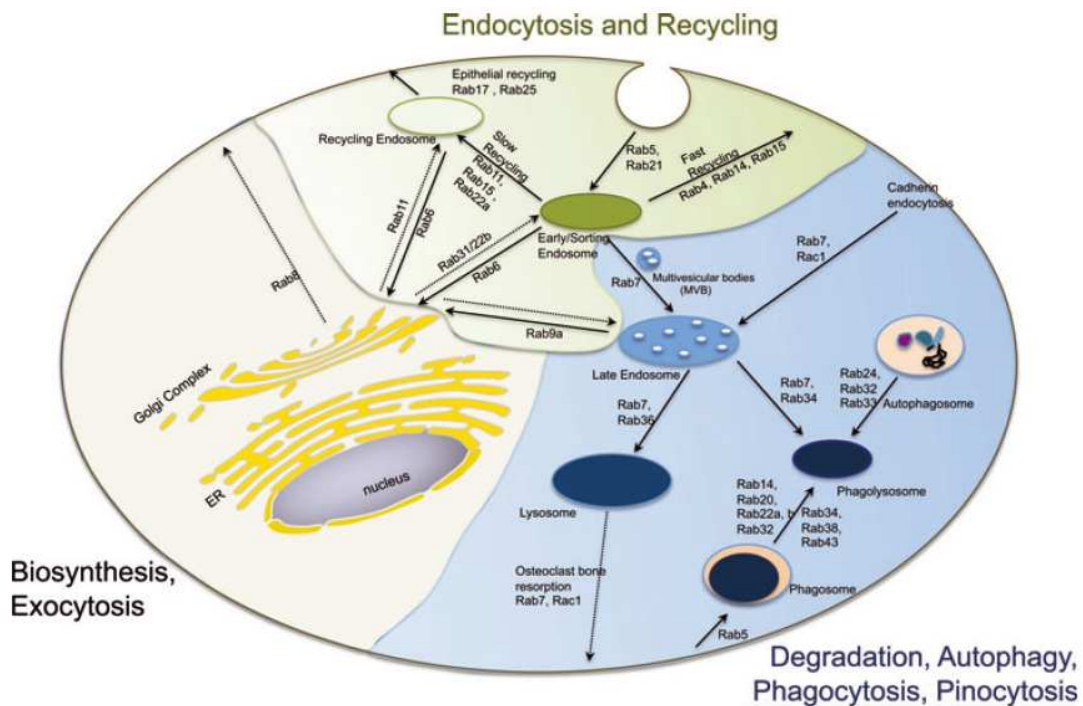 Endocytosis and Recycling
Epithelial recycling
Rab17 , Rab25
Recycling Endosome
Slow
Recycling
Rab11,
Rab15 ,
Rab22a
Rab5,
Rab21
Fast
Recycling
Rab4, Rab14, Rab15
Cadherin
endocytosis
Rab11
Rab6
Rab8
Rab31/22b
Rab6
Early/Sorting
Endosome
Rab7
Multivesicular bodies
(MVB)
Rab7,
Rac1
Rab9a
Late Endosome
Golgi Complex
Rab7,
Rab36
Rab7,
Rab34
Rab24,
Rab32
Rab33
Autophagosome
ER
nucleus
Lysosome
Phagolysosome
Rab14,
Rab20,
Rab22a, b
Rab32
Rab34,
Rab38,
Rab43
Biosynthesis,
Exocytosis
Osteoclast bone
resorption
Rab7, Rac1
Phagosome
Rab5
Degradation, Autophagy,
Phagocytosis, Pinocytosis